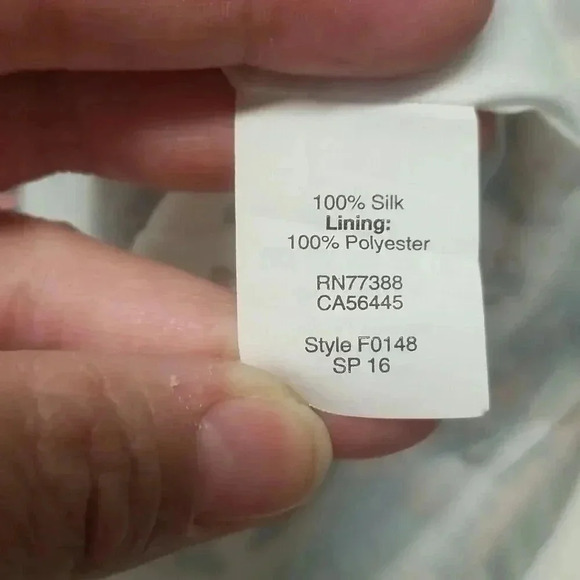 100% Silk
Lining:
100% Polyester
RN77388
CA56445
Style F0148
SP 16